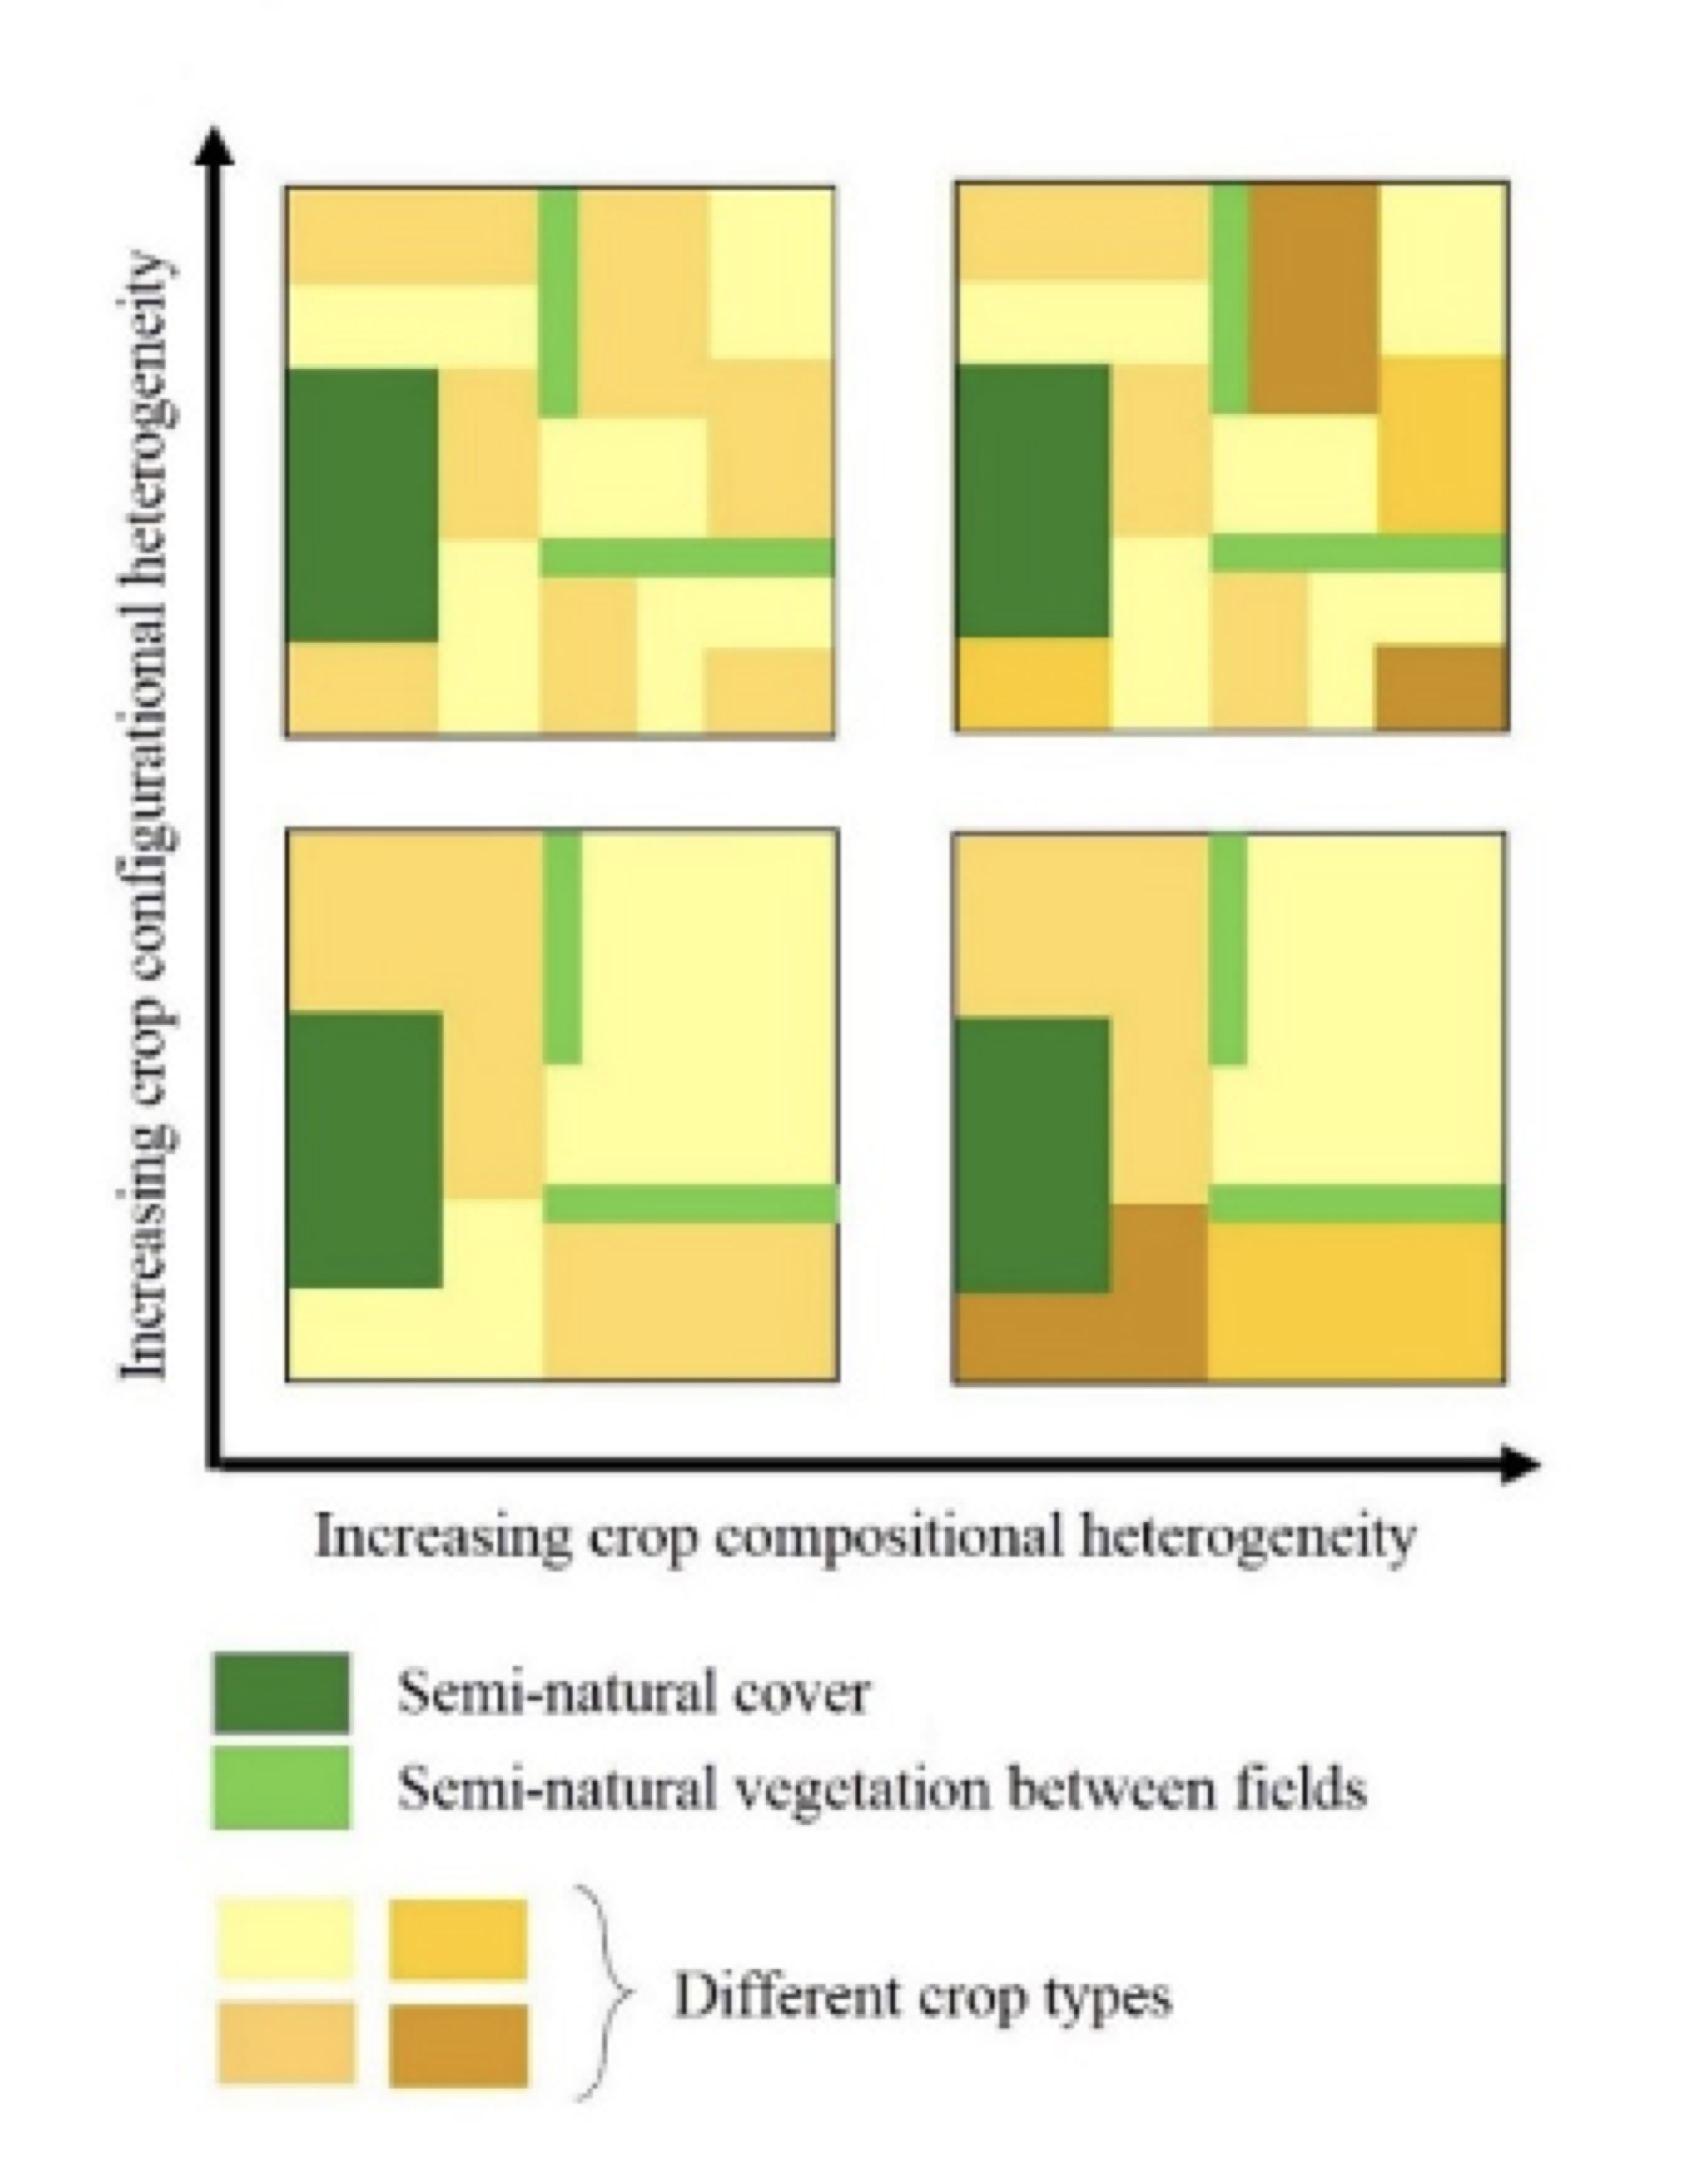 Increasing crop configurational heterogeneity
Increasing crop compositional heterogeneity
Semi-natural cover
Semi-natural vegetation between fields
Different crop types